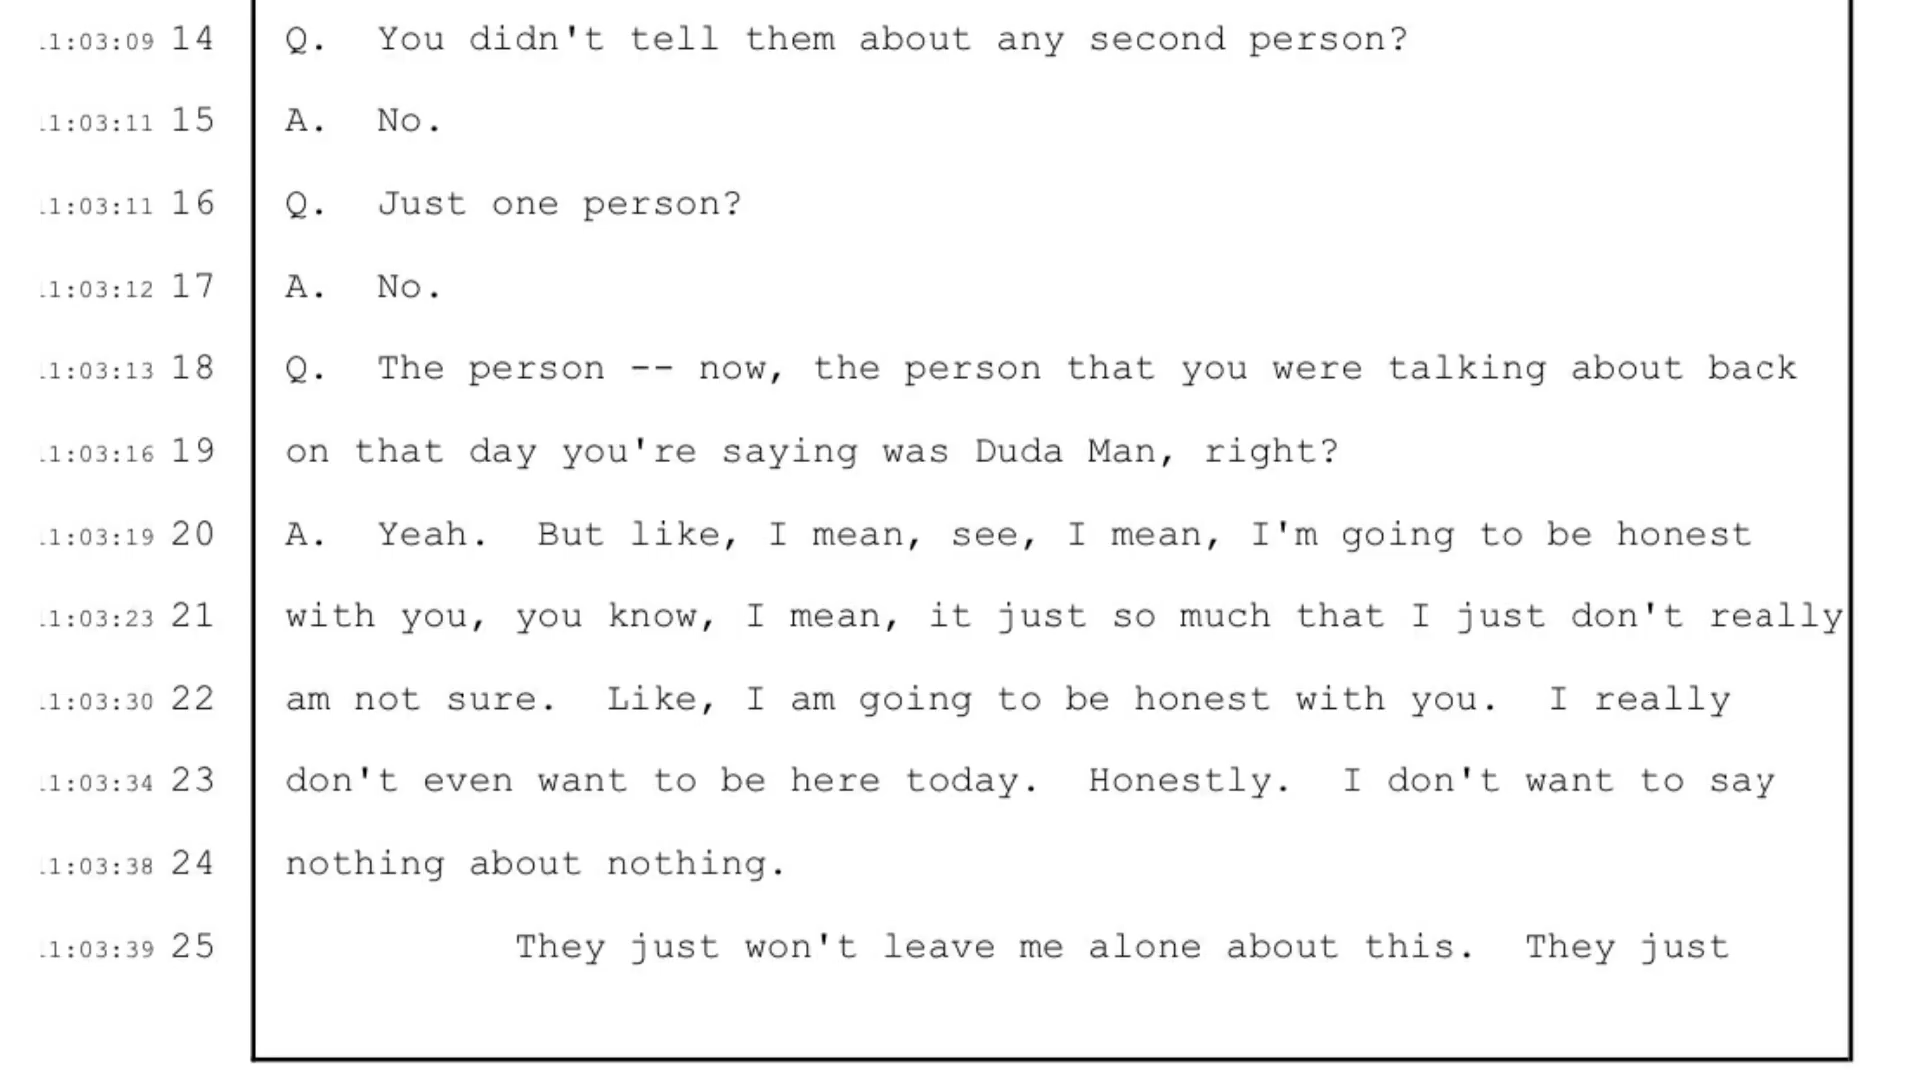 .1:03:09 14 Q. You didn't tell them about any second person?
.1:03:11 15 A. No.
.1:03:11 16 Q. Just one person?
.1:03:12 17 A. No.
.1:03:13 18 Q. The person -- now, the person that you were talking about back
.1:03:16 19 on that day you're saying was Duda Man, right?
.1:03:19 20 A. Yeah. But like, I mean, see, I mean, I'm going to be honest
.1:03:23 21 with you, you know, I mean, it just so much that I just don't really
.1:03:30 22 am not sure. Like, I am going to be honest with you. I really
.1:03:34 23 don't even want to be here today. Honestly. I don't want to say
.1:03:38 24 nothing about nothing.
.1:03:39 25 They just won't leave me alone about this. They just